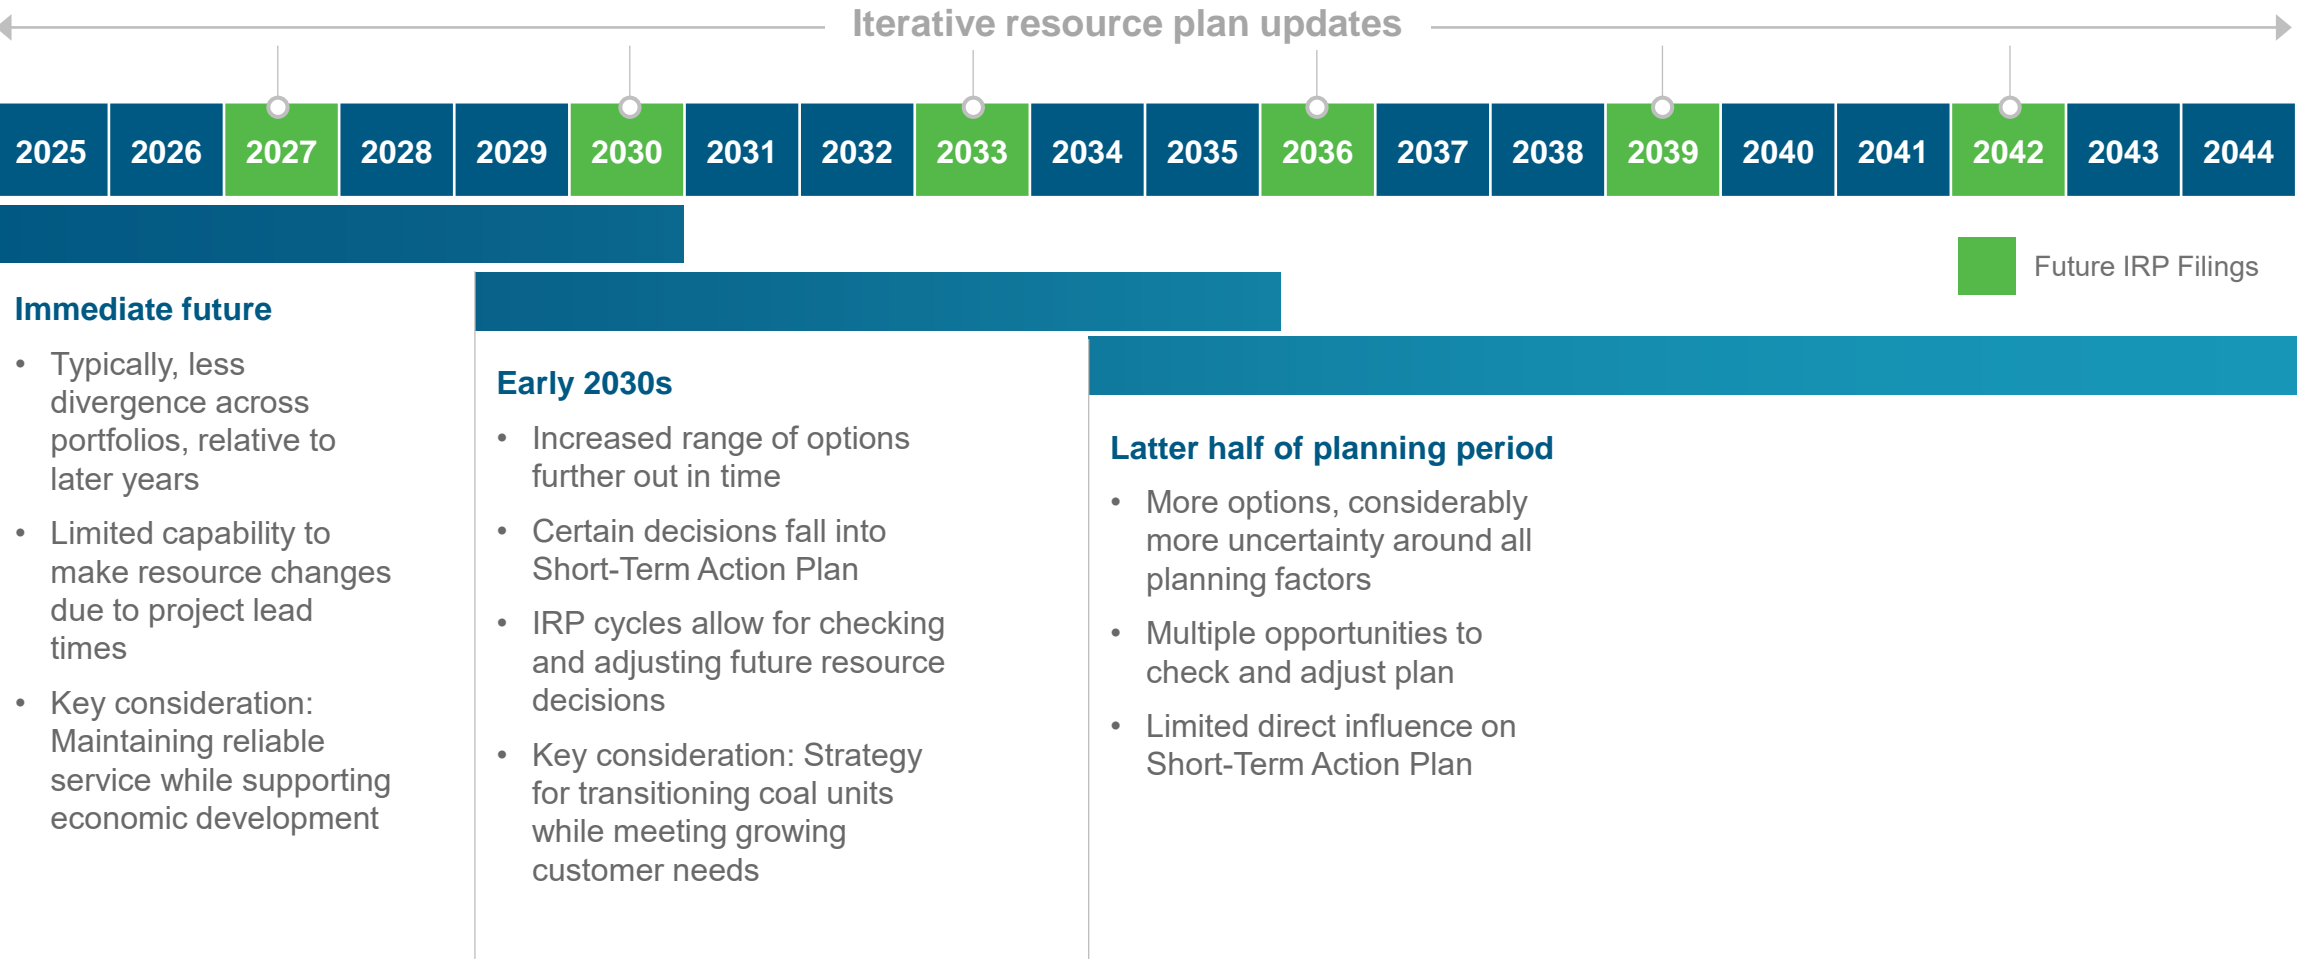 Iterative resource plan updates
2025 2026 2027 2028 2029 2030 2031 2032 2033 2034 2035 2036 2037 2038 2039 2040 2041 2042 2043 2044
Future IRP Filings
Immediate future
• Typically, less
divergence across
portfolios, relative to
later years
• Limited capability to
make resource changes
due to project lead
times
• Key consideration:
Maintaining reliable
service while supporting
economic development
Early 2030s
• Increased range of options
further out in time
• Certain decisions fall into
Short-Term Action Plan
• IRP cycles allow for checking
and adjusting future resource
decisions
• Key consideration: Strategy
for transitioning coal units
while meeting growing
customer needs
Latter half of planning period
• More options, considerably
more uncertainty around all
planning factors
• Multiple opportunities to
check and adjust plan
• Limited direct influence on
Short-Term Action Plan